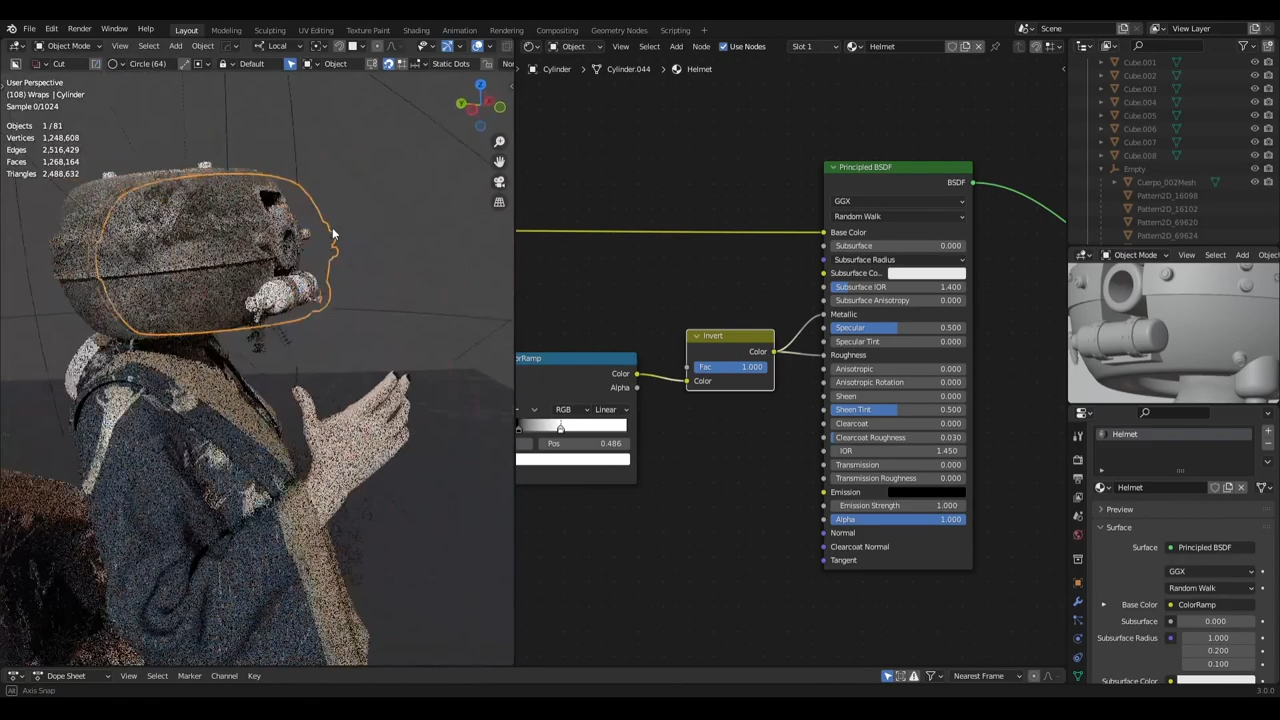 File Edit Render Window Help Layout Modeling Sculpting UV Editing Texture Paint Shading Animation Rendering Compositing Geometry Nodes Scripting + Scene View Layer
Object Mode View Select Add Object Local
Object View Select Add Node Use Nodes Slot 1 Helmet
Cut Circle (64) Default Object Static Dots
Cylinder Cylinder.044 Helmet
User Perspective
(108) Wraps | Cylinder
Sample 0/1024
Objects 1 / 81
Vertices 1,248,608
Edges 2,516,429
Faces 1,268,164
Triangles 2,488,632
ColorRamp
Color
Alpha
RGB Linear
Pos 0.486
Invert
Color
Fac 1.000
Color
Principled BSDF
BSDF
GGX
Random Walk
Base Color
Subsurface 0.000
Subsurface Radius
Subsurface Co...
Subsurface IOR 1.400
Subsurface Anisotropy 0.000
Metallic
Specular 0.500
Specular Tint 0.000
Roughness
Anisotropic 0.000
Anisotropic Rotation 0.000
Sheen 0.000
Sheen Tint 0.500
Clearcoat 0.000
Clearcoat Roughness 0.030
IOR 1.450
Transmission 0.000
Transmission Roughness 0.000
Emission
Emission Strength 1.000
Alpha 1.000
Normal
Clearcoat Normal
Tangent
Cube.001
Cube.002
Cube.003
Cube.004
Cube.005
Cube.006
Cube.007
Cube.008
Empty
Cuerpo_002Mesh
Pattern2D_16098
Pattern2D_16102
Pattern2D_69620
Pattern2D_69624
Object Mode View Select Add Object
Helmet
Helmet
Preview
Surface
Surface Principled BSDF
GGX
Random Walk
Base Color ColorRamp
Subsurface 0.000
Subsurface Radius 1.000
0.200
0.100
Subsurface Color
Dope Sheet View Select Marker Channel Key Nearest Frame
Alt Axis Snap 3.0.0